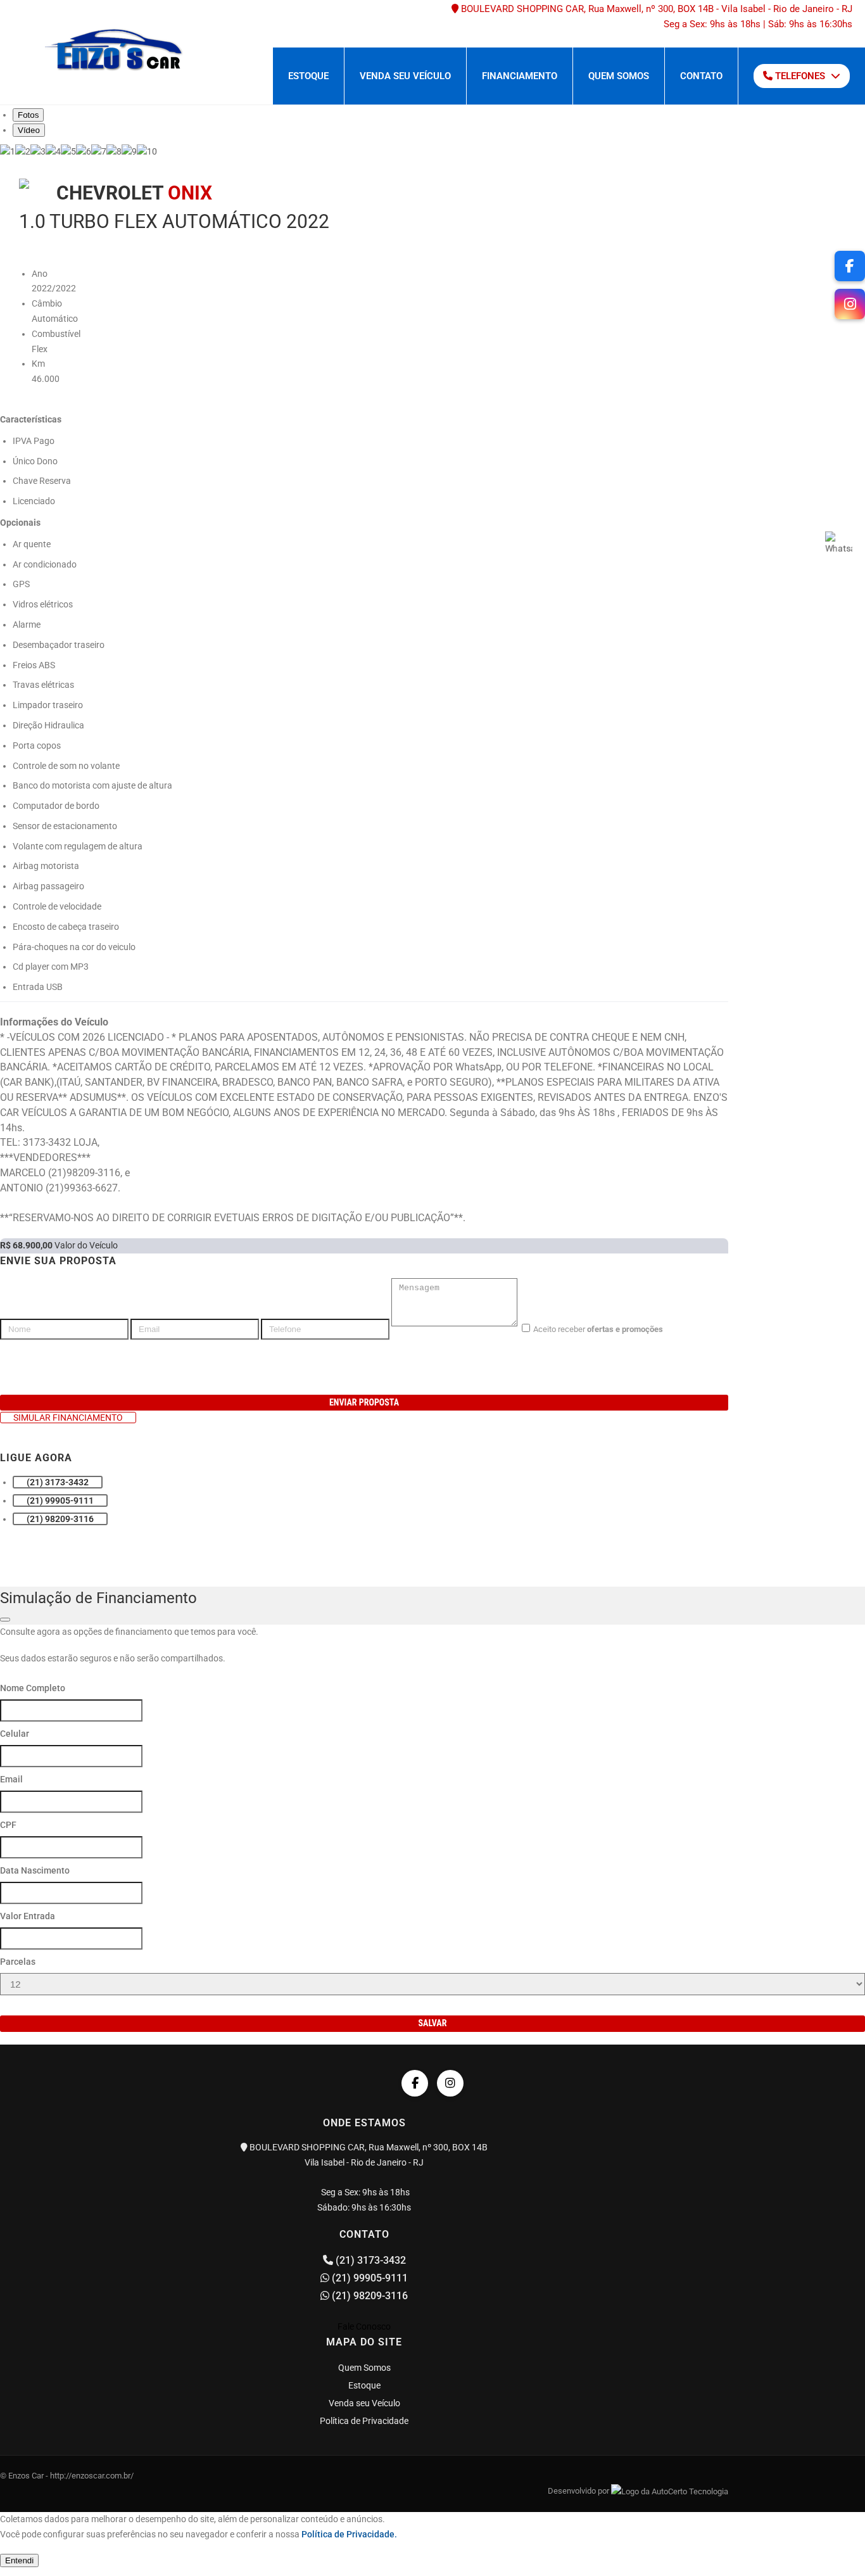 BOULEVARD SHOPPING CAR, Rua Maxwell, nº 300, BOX 14B - Vila Isabel - Rio de Janeiro - RJ
Seg a Sex: 9hs às 18hs | Sáb: 9hs às 16:30hs
ENZO'S CAR
ESTOQUE
VENDA SEU VEÍCULO
FINANCIAMENTO
QUEM SOMOS
CONTATO
TELEFONES
Fotos
Vídeo
1 2 3 4 5 6 7 8 9 10
CHEVROLET ONIX
1.0 TURBO FLEX AUTOMÁTICO 2022
Ano
2022/2022
Câmbio
Automático
Combustível
Flex
Km
46.000
Características
IPVA Pago
Único Dono
Chave Reserva
Licenciado
Opcionais
Ar quente
Whatsa
Ar condicionado
GPS
Vidros elétricos
Alarme
Desembaçador traseiro
Freios ABS
Travas elétricas
Limpador traseiro
Direção Hidraulica
Porta copos
Controle de som no volante
Banco do motorista com ajuste de altura
Computador de bordo
Sensor de estacionamento
Volante com regulagem de altura
Airbag motorista
Airbag passageiro
Controle de velocidade
Encosto de cabeça traseiro
Pára-choques na cor do veiculo
Cd player com MP3
Entrada USB
Informações do Veículo
* -VEÍCULOS COM 2026 LICENCIADO - * PLANOS PARA APOSENTADOS, AUTÔNOMOS E PENSIONISTAS. NÃO PRECISA DE CONTRA CHEQUE E NEM CNH,
CLIENTES APENAS C/BOA MOVIMENTAÇÃO BANCÁRIA, FINANCIAMENTOS EM 12, 24, 36, 48 E ATÉ 60 VEZES, INCLUSIVE AUTÔNOMOS C/BOA MOVIMENTAÇÃO
BANCÁRIA. *ACEITAMOS CARTÃO DE CRÉDITO, PARCELAMOS EM ATÉ 12 VEZES. *APROVAÇÃO POR WhatsApp, OU POR TELEFONE. *FINANCEIRAS NO LOCAL
(CAR BANK),(ITAÚ, SANTANDER, BV FINANCEIRA, BRADESCO, BANCO PAN, BANCO SAFRA, e PORTO SEGURO), **PLANOS ESPECIAIS PARA MILITARES DA ATIVA
OU RESERVA** ADSUMUS**. OS VEÍCULOS COM EXCELENTE ESTADO DE CONSERVAÇÃO, PARA PESSOAS EXIGENTES, REVISADOS ANTES DA ENTREGA. ENZO'S
CAR VEÍCULOS A GARANTIA DE UM BOM NEGÓCIO, ALGUNS ANOS DE EXPERIÊNCIA NO MERCADO. Segunda à Sábado, das 9hs ÀS 18hs , FERIADOS DE 9hs ÀS
14hs.
TEL: 3173-3432 LOJA,
***VENDEDORES***
MARCELO (21)98209-3116, e
ANTONIO (21)99363-6627.
**"RESERVAMO-NOS AO DIREITO DE CORRIGIR EVETUAIS ERROS DE DIGITAÇÃO E/OU PUBLICAÇÃO"**.
R$ 68.900,00 Valor do Veículo
ENVIE SUA PROPOSTA
Nome
Email
Telefone
Mensagem
Aceito receber ofertas e promoções
ENVIAR PROPOSTA
SIMULAR FINANCIAMENTO
LIGUE AGORA
(21) 3173-3432
(21) 99905-9111
(21) 98209-3116
Simulação de Financiamento
Consulte agora as opções de financiamento que temos para você.
Seus dados estarão seguros e não serão compartilhados.
Nome Completo
Celular
Email
CPF
Data Nascimento
Valor Entrada
Parcelas
12
SALVAR
ONDE ESTAMOS
BOULEVARD SHOPPING CAR, Rua Maxwell, nº 300, BOX 14B
Vila Isabel - Rio de Janeiro - RJ
Seg a Sex: 9hs às 18hs
Sábado: 9hs às 16:30hs
CONTATO
(21) 3173-3432
(21) 99905-9111
(21) 98209-3116
MAPA DO SITE
Quem Somos
Estoque
Venda seu Veículo
Política de Privacidade
© Enzos Car - http://enzoscar.com.br/
Desenvolvido por Logo da AutoCerto Tecnologia
Coletamos dados para melhorar o desempenho do site, além de personalizar conteúdo e anúncios.
Você pode configurar suas preferências no seu navegador e conferir a nossa Política de Privacidade.
Entendi